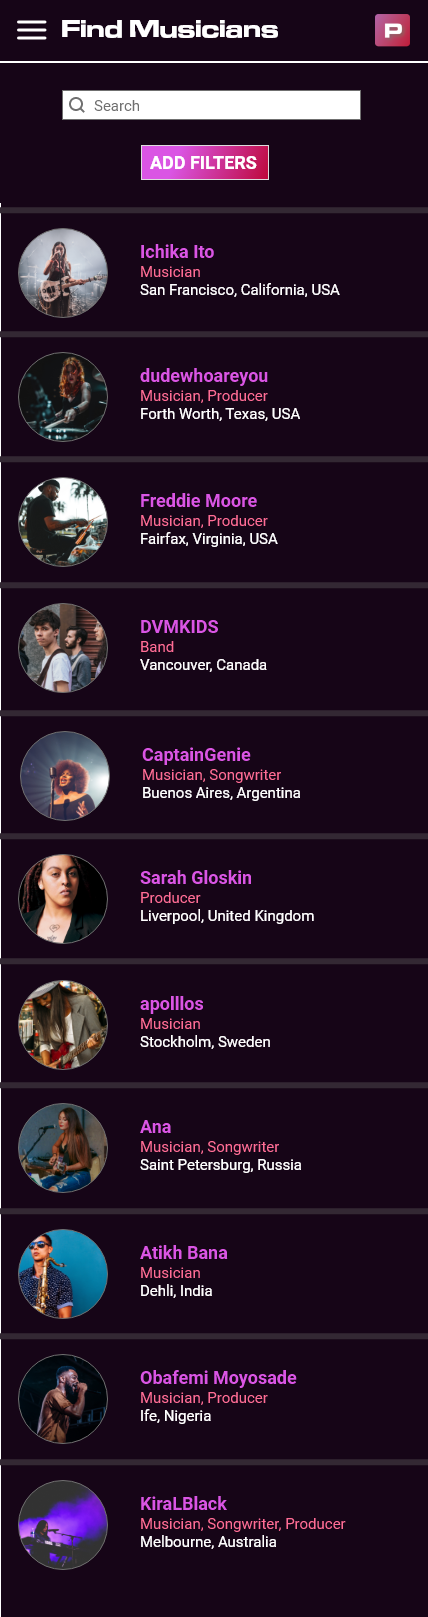 Find Musicians
P
Search
ADD FILTERS
Ichika Ito
Musician
San Francisco, California, USA
dudewhoareyou
Musician, Producer
Forth Worth, Texas, USA
Freddie Moore
Musician, Producer
Fairfax, Virginia, USA
DVMKIDS
Band
Vancouver, Canada
CaptainGenie
Musician, Songwriter
Buenos Aires, Argentina
Sarah Gloskin
Producer
Liverpool, United Kingdom
apolllos
Musician
Stockholm, Sweden
Ana
Musician, Songwriter
Saint Petersburg, Russia
Atikh Bana
Musician
Dehli, India
Obafemi Moyosade
Musician, Producer
Ife, Nigeria
KiraLBlack
Musician, Songwriter, Producer
Melbourne, Australia